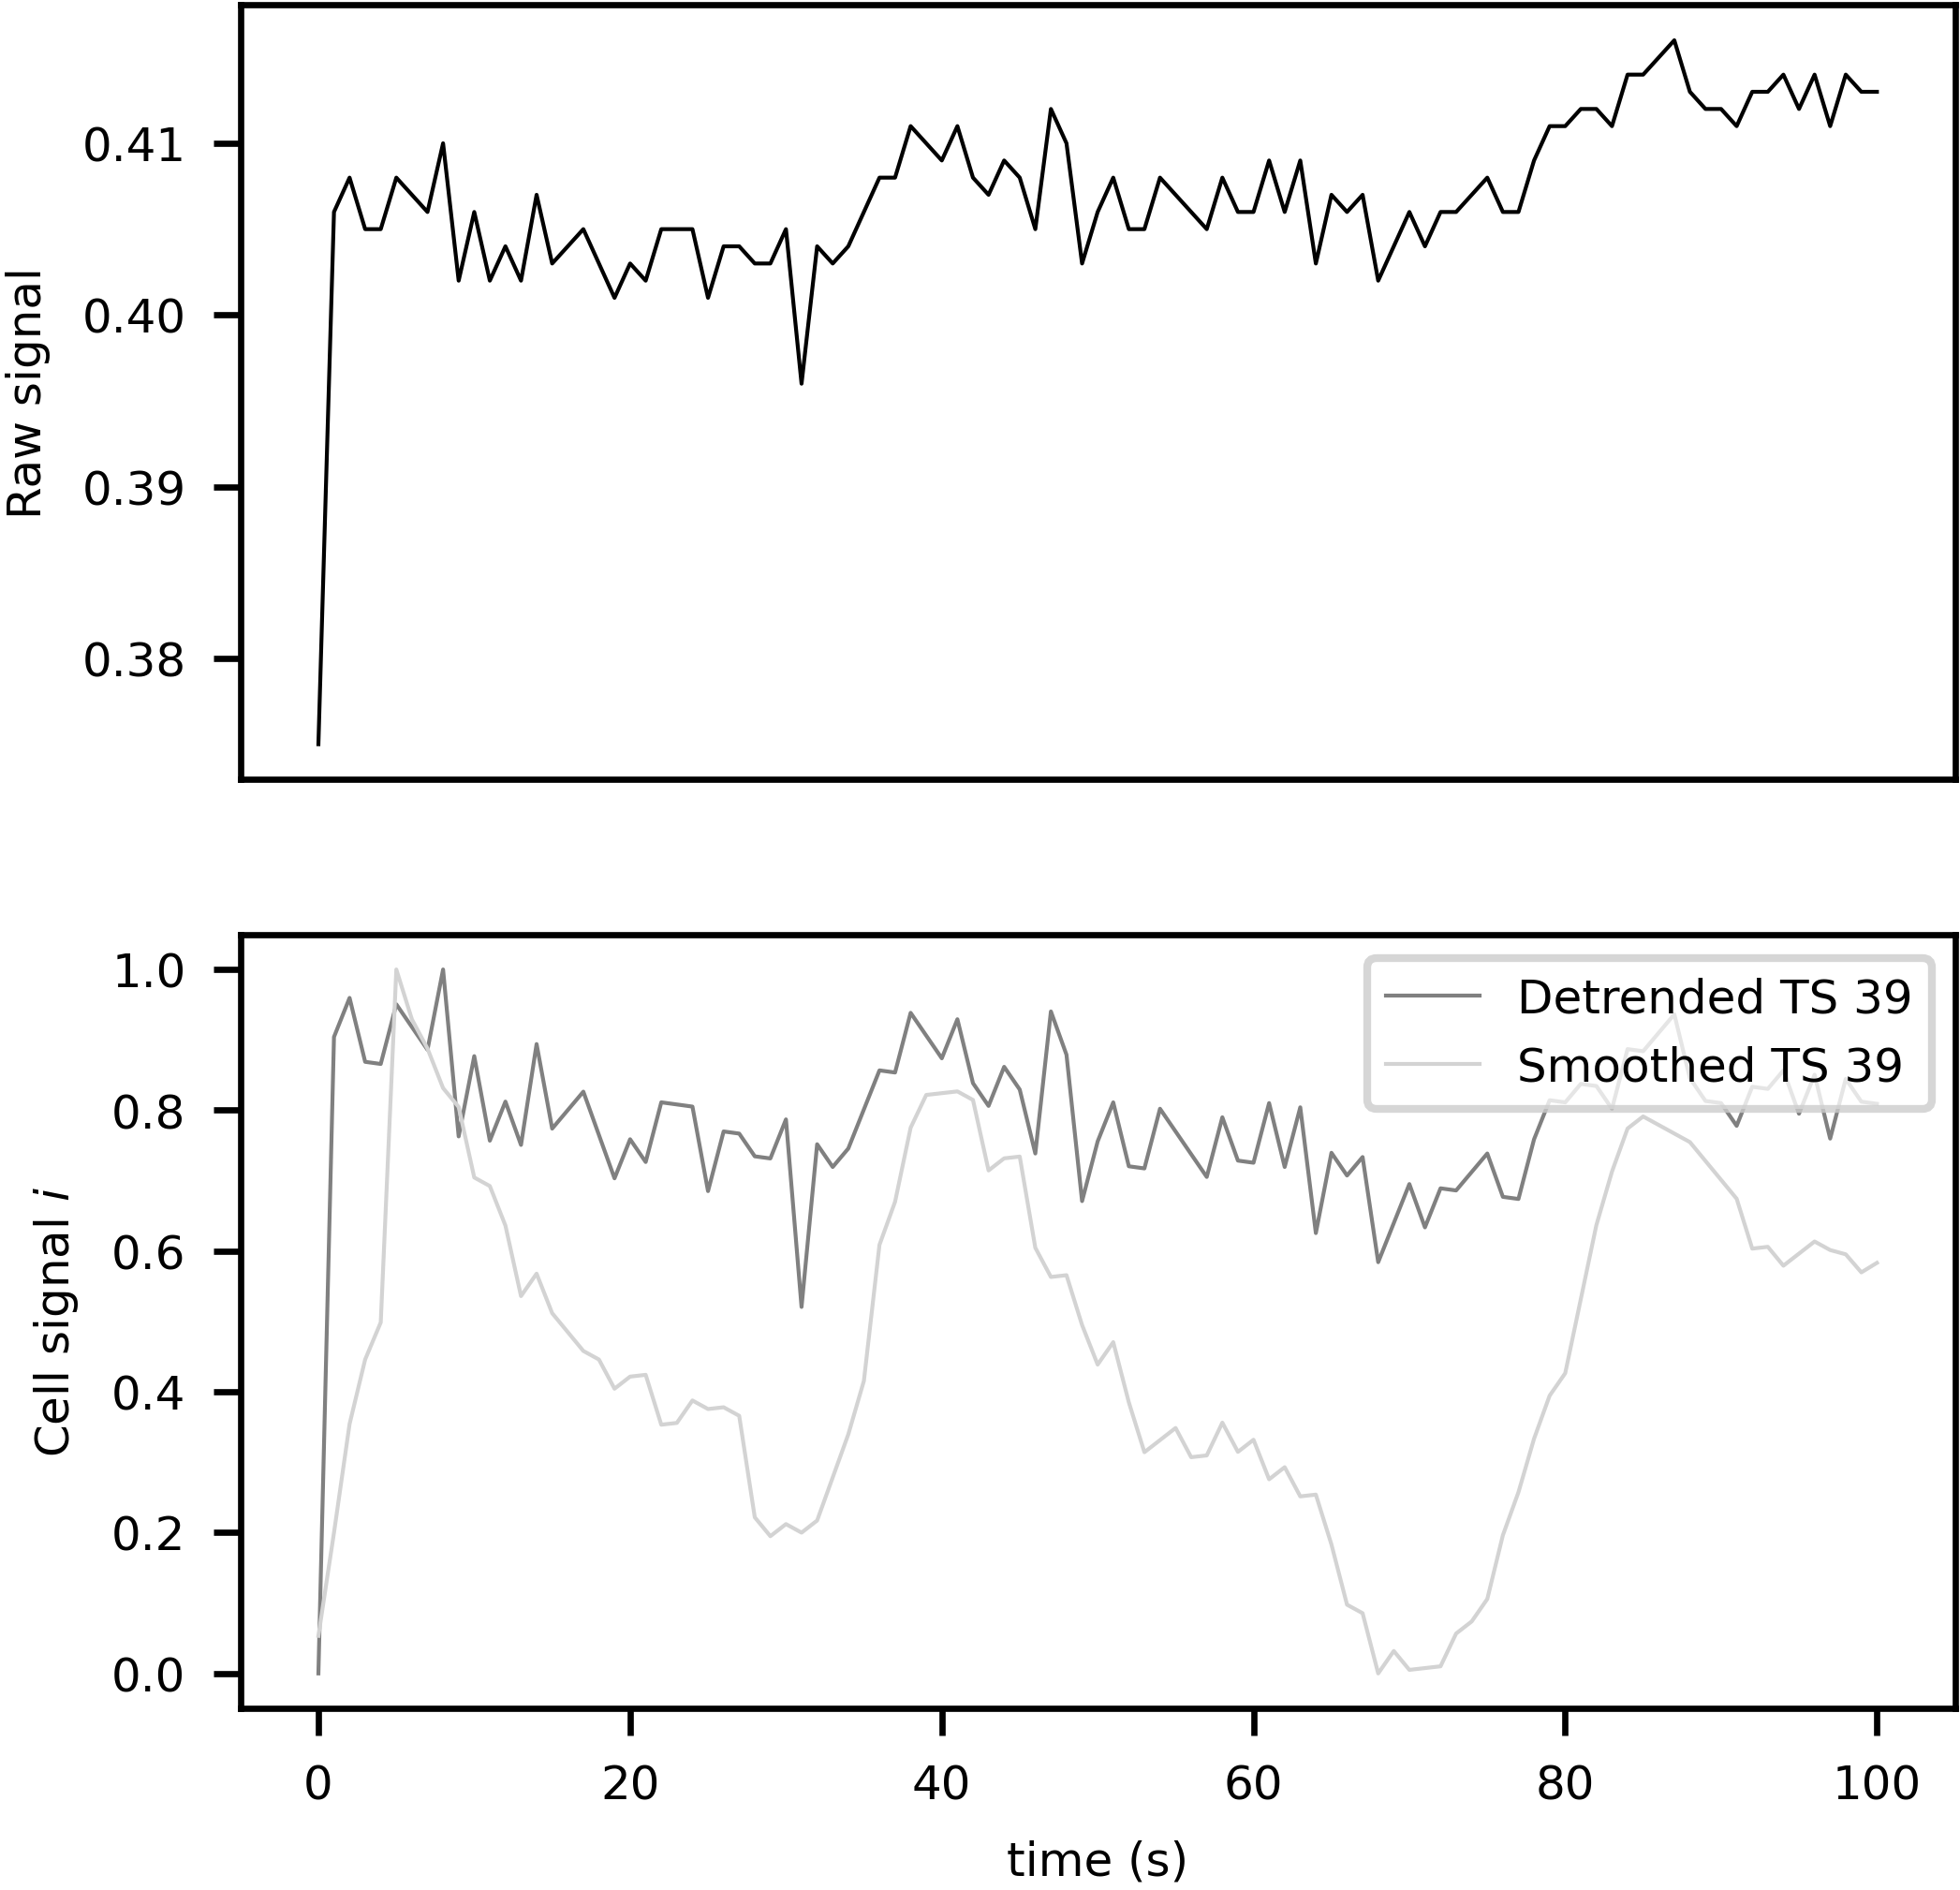 Raw signal
0.41
0.40
0.39
0.38
Cell signal i
1.0
0.8
0.6
0.4
0.2
0.0
Detrended TS 39
Smoothed TS 39
0 20 40 60 80 100
time (s)